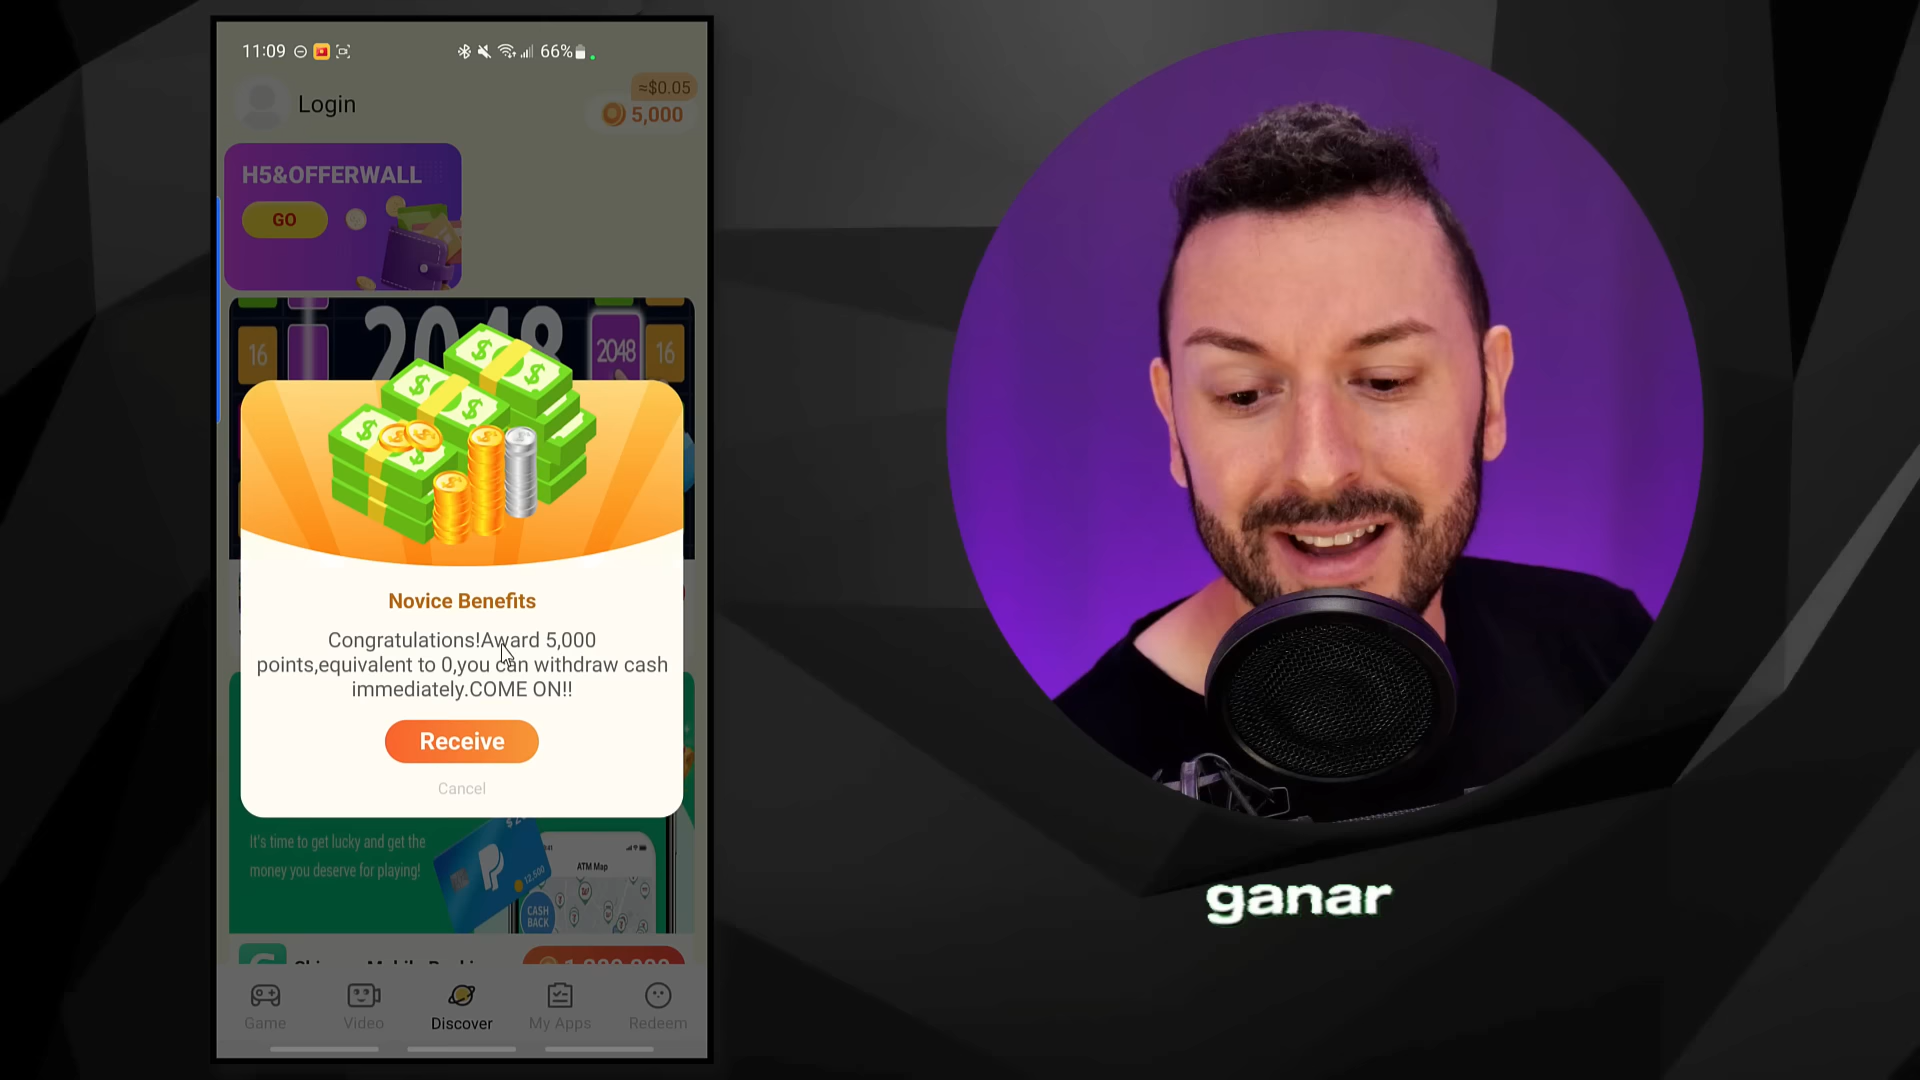 11:09
66%
Login
≈$0.05
5,000
H5&OFFERWALL
GO
2048
16
2048
16
Novice Benefits
Congratulations!Award 5,000
points,equivalent to 0,you can withdraw cash
immediately.COME ON!!
Receive
Cancel
It's time to get lucky and get the
money you deserve for playing!
ATM Map
12,500
CASH
BACK
Game
Video
Discover
My Apps
Redeem
ganar